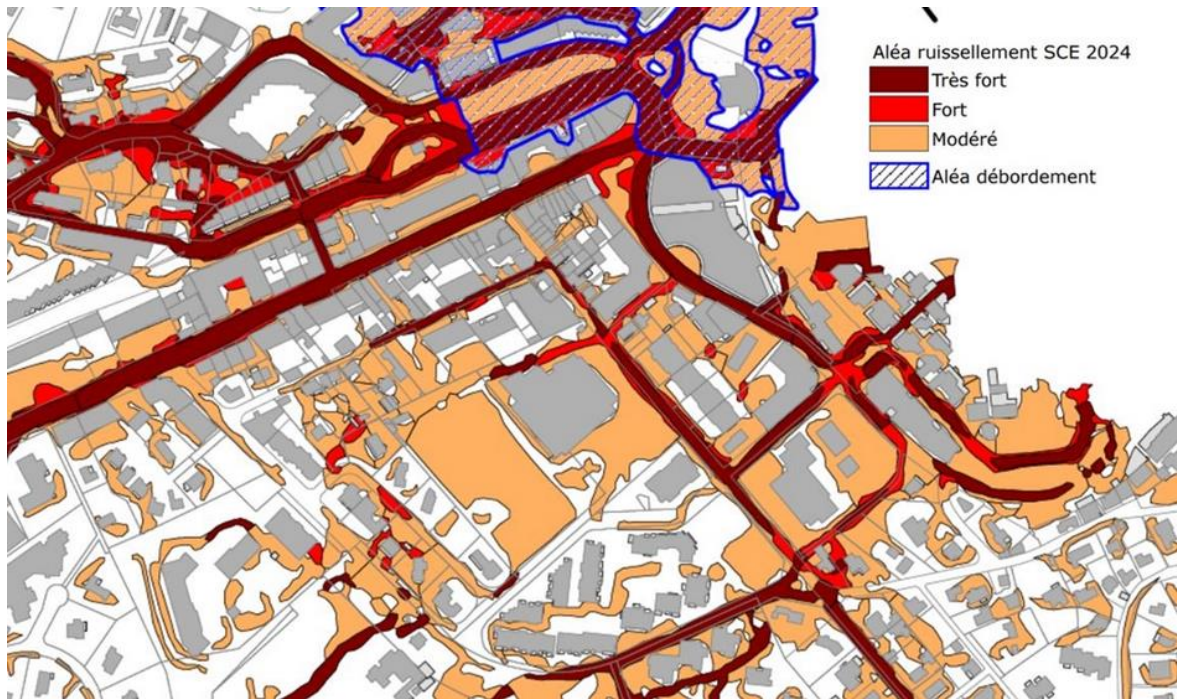 Aléa ruissellement SCE 2024
Très fort
Fort
Modéré
Aléa débordement